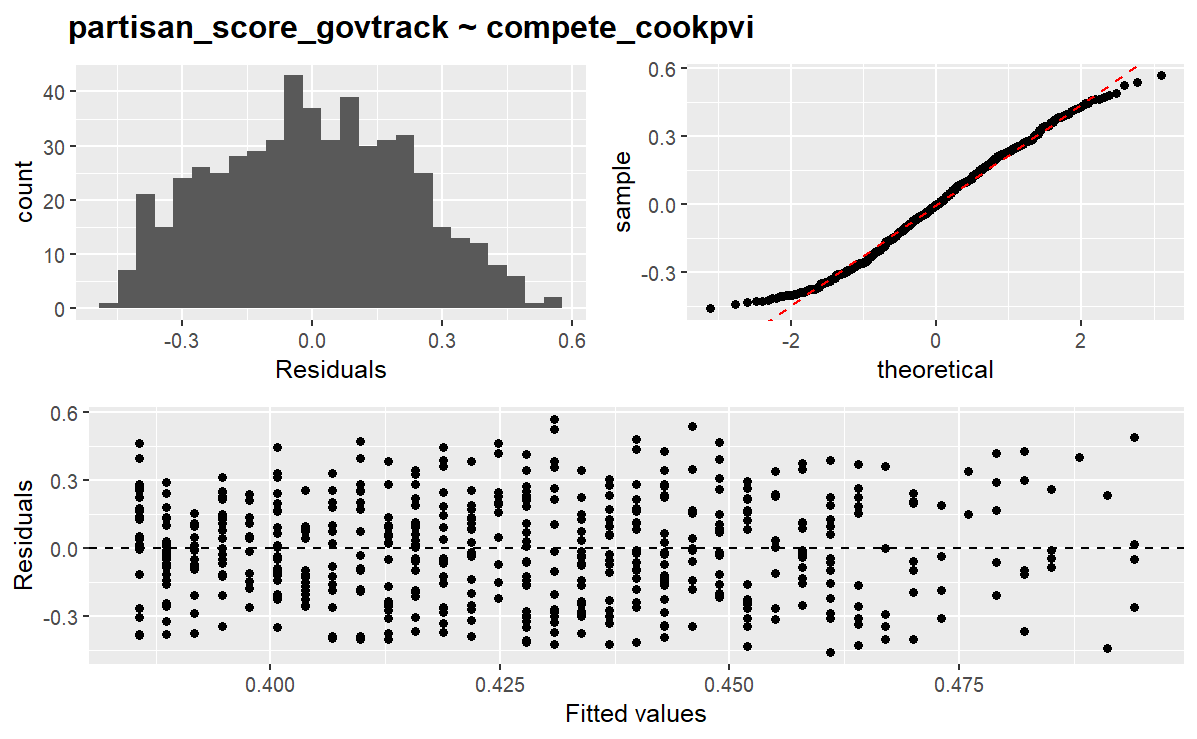 partisan_score_govtrack ~ compete_cookpvi
count
40
30
20
10
0
-0.3 0.0 0.3 0.6
Residuals
sample
0.6
0.3
0.0
-0.3
-2 0 2
theoretical
Residuals
0.6
0.3
0.0
-0.3
0.400 0.425 0.450 0.475
Fitted values